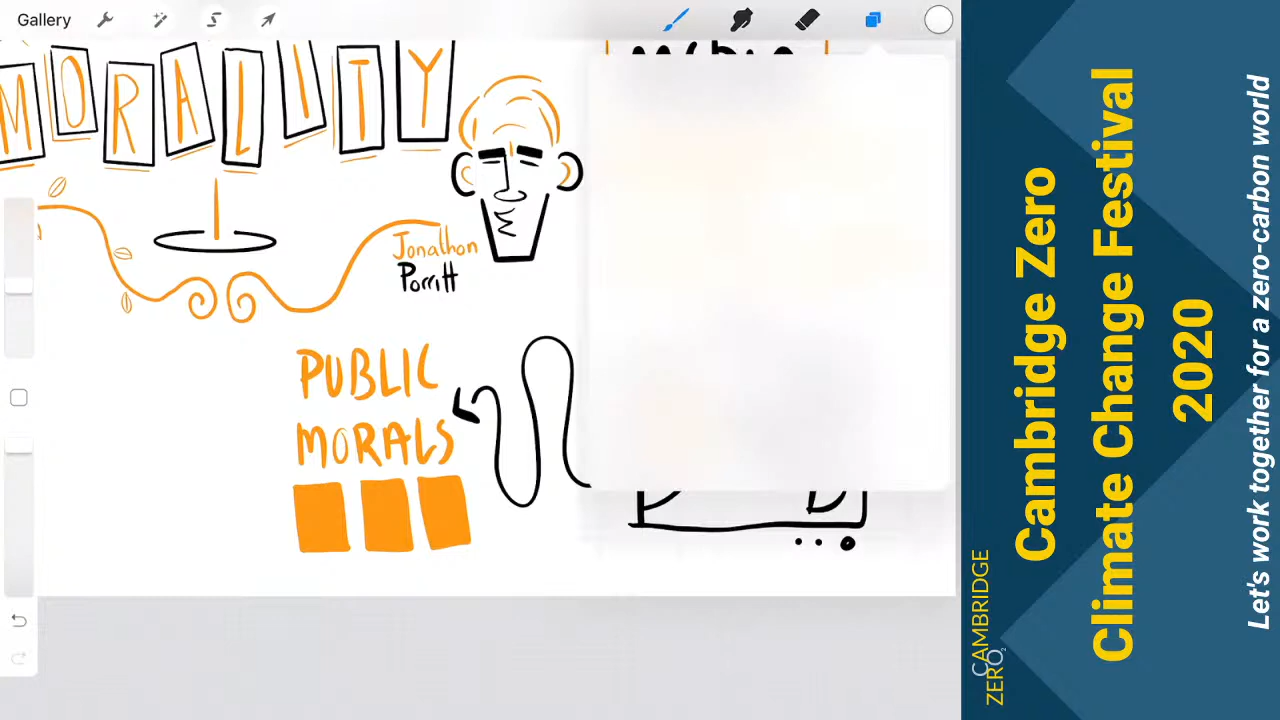 Gallery
MORALITY
Jonathon
Porritt
PUBLIC
MORALS
CAMBRIDGE
ZERO₂
Cambridge Zero
Climate Change Festival
2020
Let's work together for a zero-carbon world